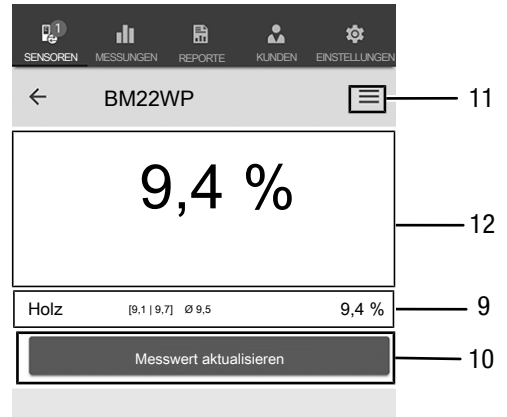 1
SENSOREN MESSUNGEN REPORTE KUNDEN EINSTELLUNGEN
← BM22WP
11
9,4 %
12
Holz [9,1 | 9,7] Ø 9,5 9,4 %
9
Messwert aktualisieren
10